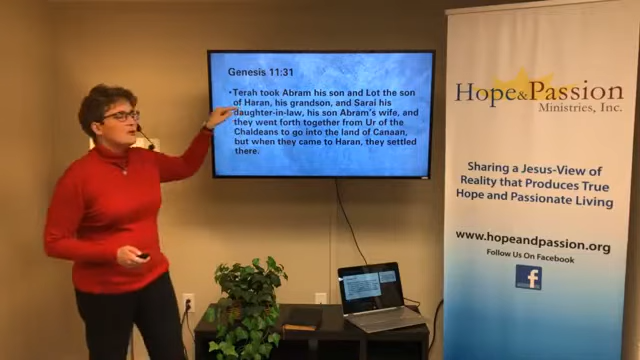 Genesis 11:31
•Terah took Abram his son and Lot the son
of Haran, his grandson, and Sarai his
daughter-in-law, his son Abram's wife, and
they went forth together from Ur of the
Chaldeans to go into the land of Canaan,
but when they came to Haran, they settled
there.
Hope&Passion
Ministries, Inc.
Sharing a Jesus-View of
Reality that Produces True
Hope and Passionate Living
www.hopeandpassion.org
Follow Us On Facebook
f